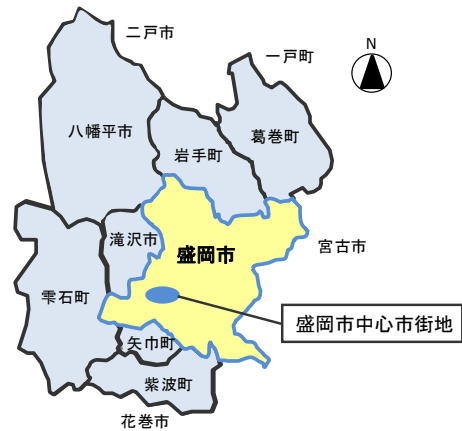 二戸市
一戸町
N
八幡平市
岩手町
葛巻町
滝沢市
盛岡市
宮古市
雫石町
盛岡市中心市街地
矢巾町
紫波町
花巻市